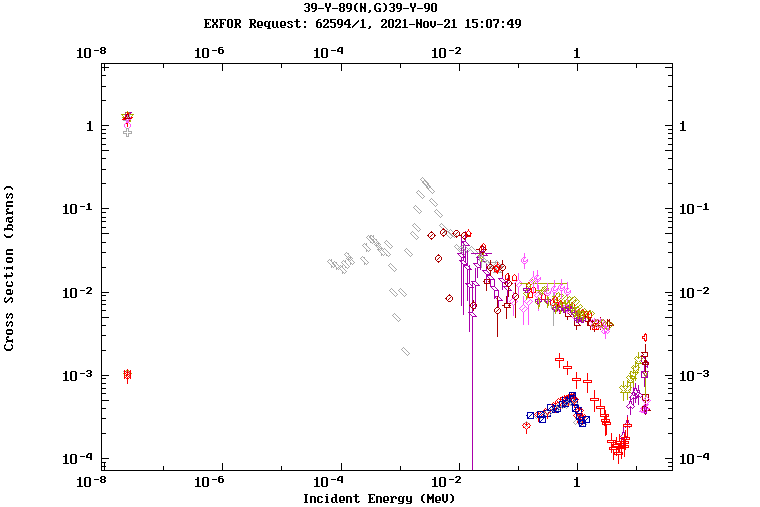 39-Y-89(N,G)39-Y-90
EXFOR Request: 62594/1, 2021-Nov-21 15:07:49
10-8 10-6 10-4 10-2 1
1 1
10-1 10-1
10-2 10-2
10-3 10-3
10-4 10-4
10-8 10-6 10-4 10-2 1
Incident Energy (MeV)
Cross Section (barns)